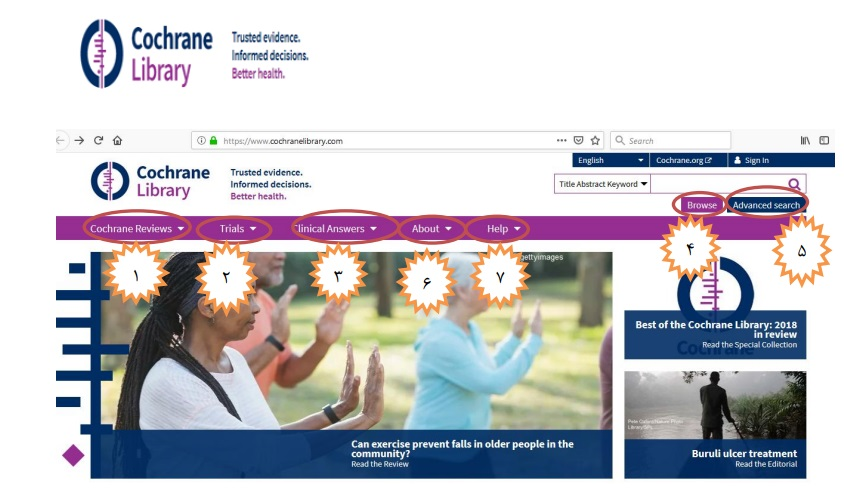 Cochrane Library
Trusted evidence.
Informed decisions.
Better health.
https://www.cochranelibrary.com
Search
English
Cochrane.org
Sign In
Cochrane Library
Trusted evidence.
Informed decisions.
Better health.
Title Abstract Keyword
Browse
Advanced search
Cochrane Reviews
Trials
Clinical Answers
About
Help
۱
۲
۳
۶
۷
۴
۵
gettyimages
Best of the Cochrane Library: 2018
in review
Read the Special Collection
Can exercise prevent falls in older people in the
community?
Read the Review
Buruli ulcer treatment
Read the Editorial